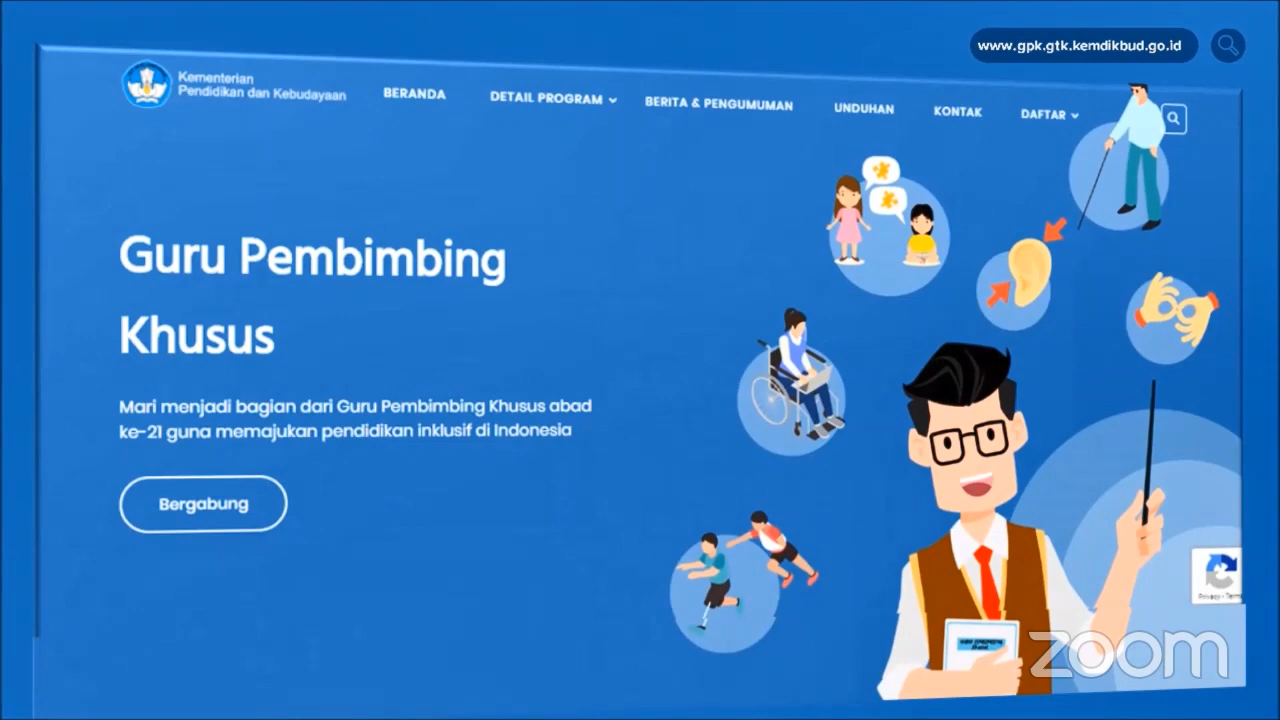 www.gpk.gtk.kemdikbud.go.id
Kementerian
Pendidikan dan Kebudayaan
BERANDA
DETAIL PROGRAM
BERITA & PENGUMUMAN
UNDUHAN
KONTAK
DAFTAR
Guru Pembimbing
Khusus
Mari menjadi bagian dari Guru Pembimbing Khusus abad
ke-21 guna memajukan pendidikan inklusif di Indonesia
Bergabung
Privacy - Terms
zoom